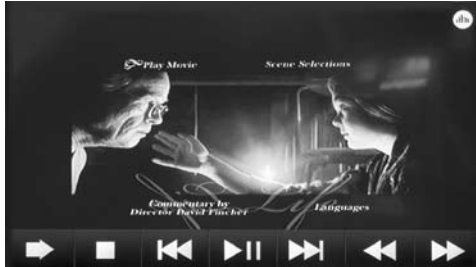 Play Movie
Scene Selections
Commentary by
Director David Fincher
Languages